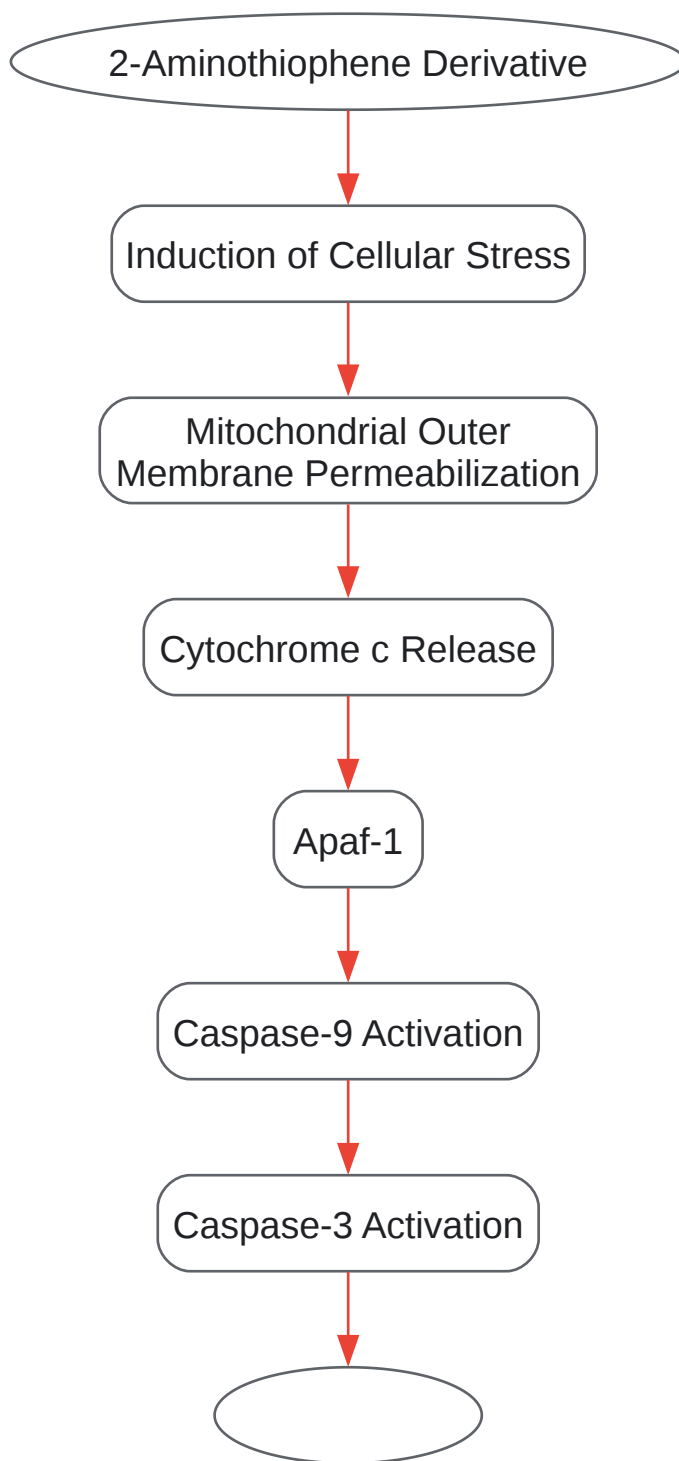 2-Aminothiophene Derivative
Induction of Cellular Stress
Mitochondrial Outer
Membrane Permeabilization
Cytochrome c Release
Apaf-1
Caspase-9 Activation
Caspase-3 Activation